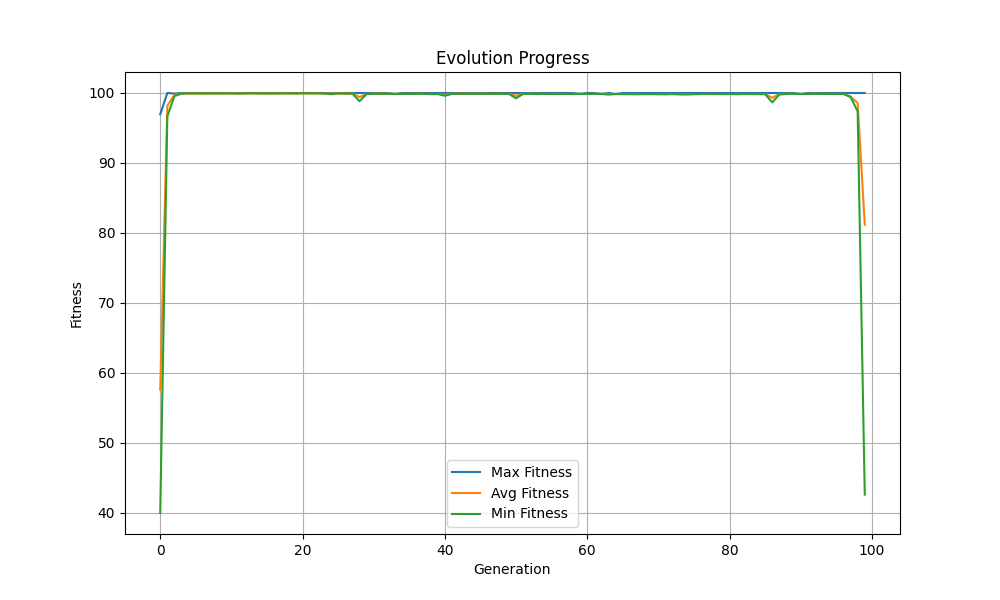 Evolution Progress
100
90
80
70
60
50
40
Fitness
Max Fitness
Avg Fitness
Min Fitness
0 20 40 60 80 100
Generation